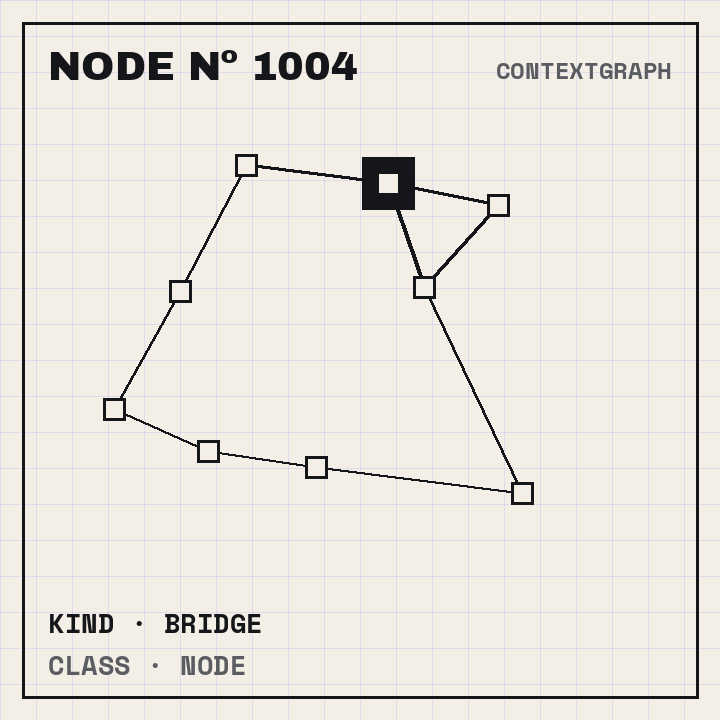 NODE Nº 1004
CONTEXTGRAPH
KIND · BRIDGE
CLASS · NODE